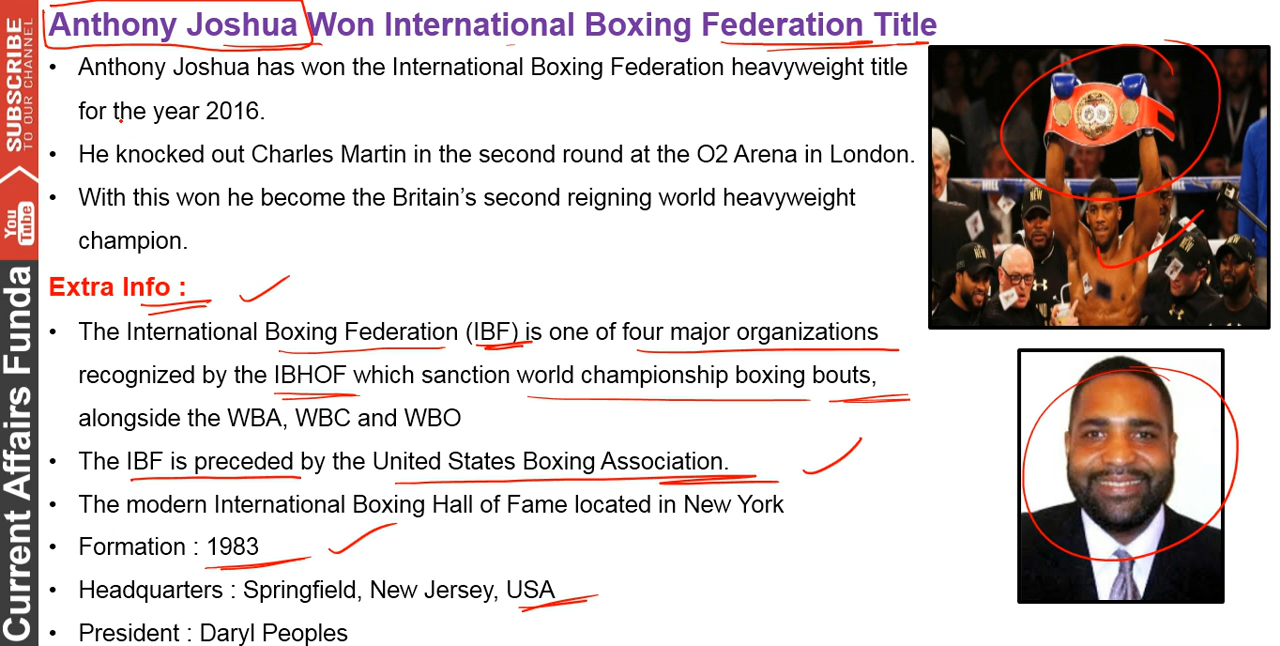 SUBSCRIBE
TO OUR CHANNEL
You
Tube
Current Affairs Funda
Anthony Joshua Won International Boxing Federation Title
• Anthony Joshua has won the International Boxing Federation heavyweight title
for the year 2016.
• He knocked out Charles Martin in the second round at the O2 Arena in London.
• With this won he become the Britain's second reigning world heavyweight
champion.
Extra Info :
• The International Boxing Federation (IBF) is one of four major organizations
recognized by the IBHOF which sanction world championship boxing bouts,
alongside the WBA, WBC and WBO
• The IBF is preceded by the United States Boxing Association.
• The modern International Boxing Hall of Fame located in New York
• Formation : 1983
• Headquarters : Springfield, New Jersey, USA
• President : Daryl Peoples